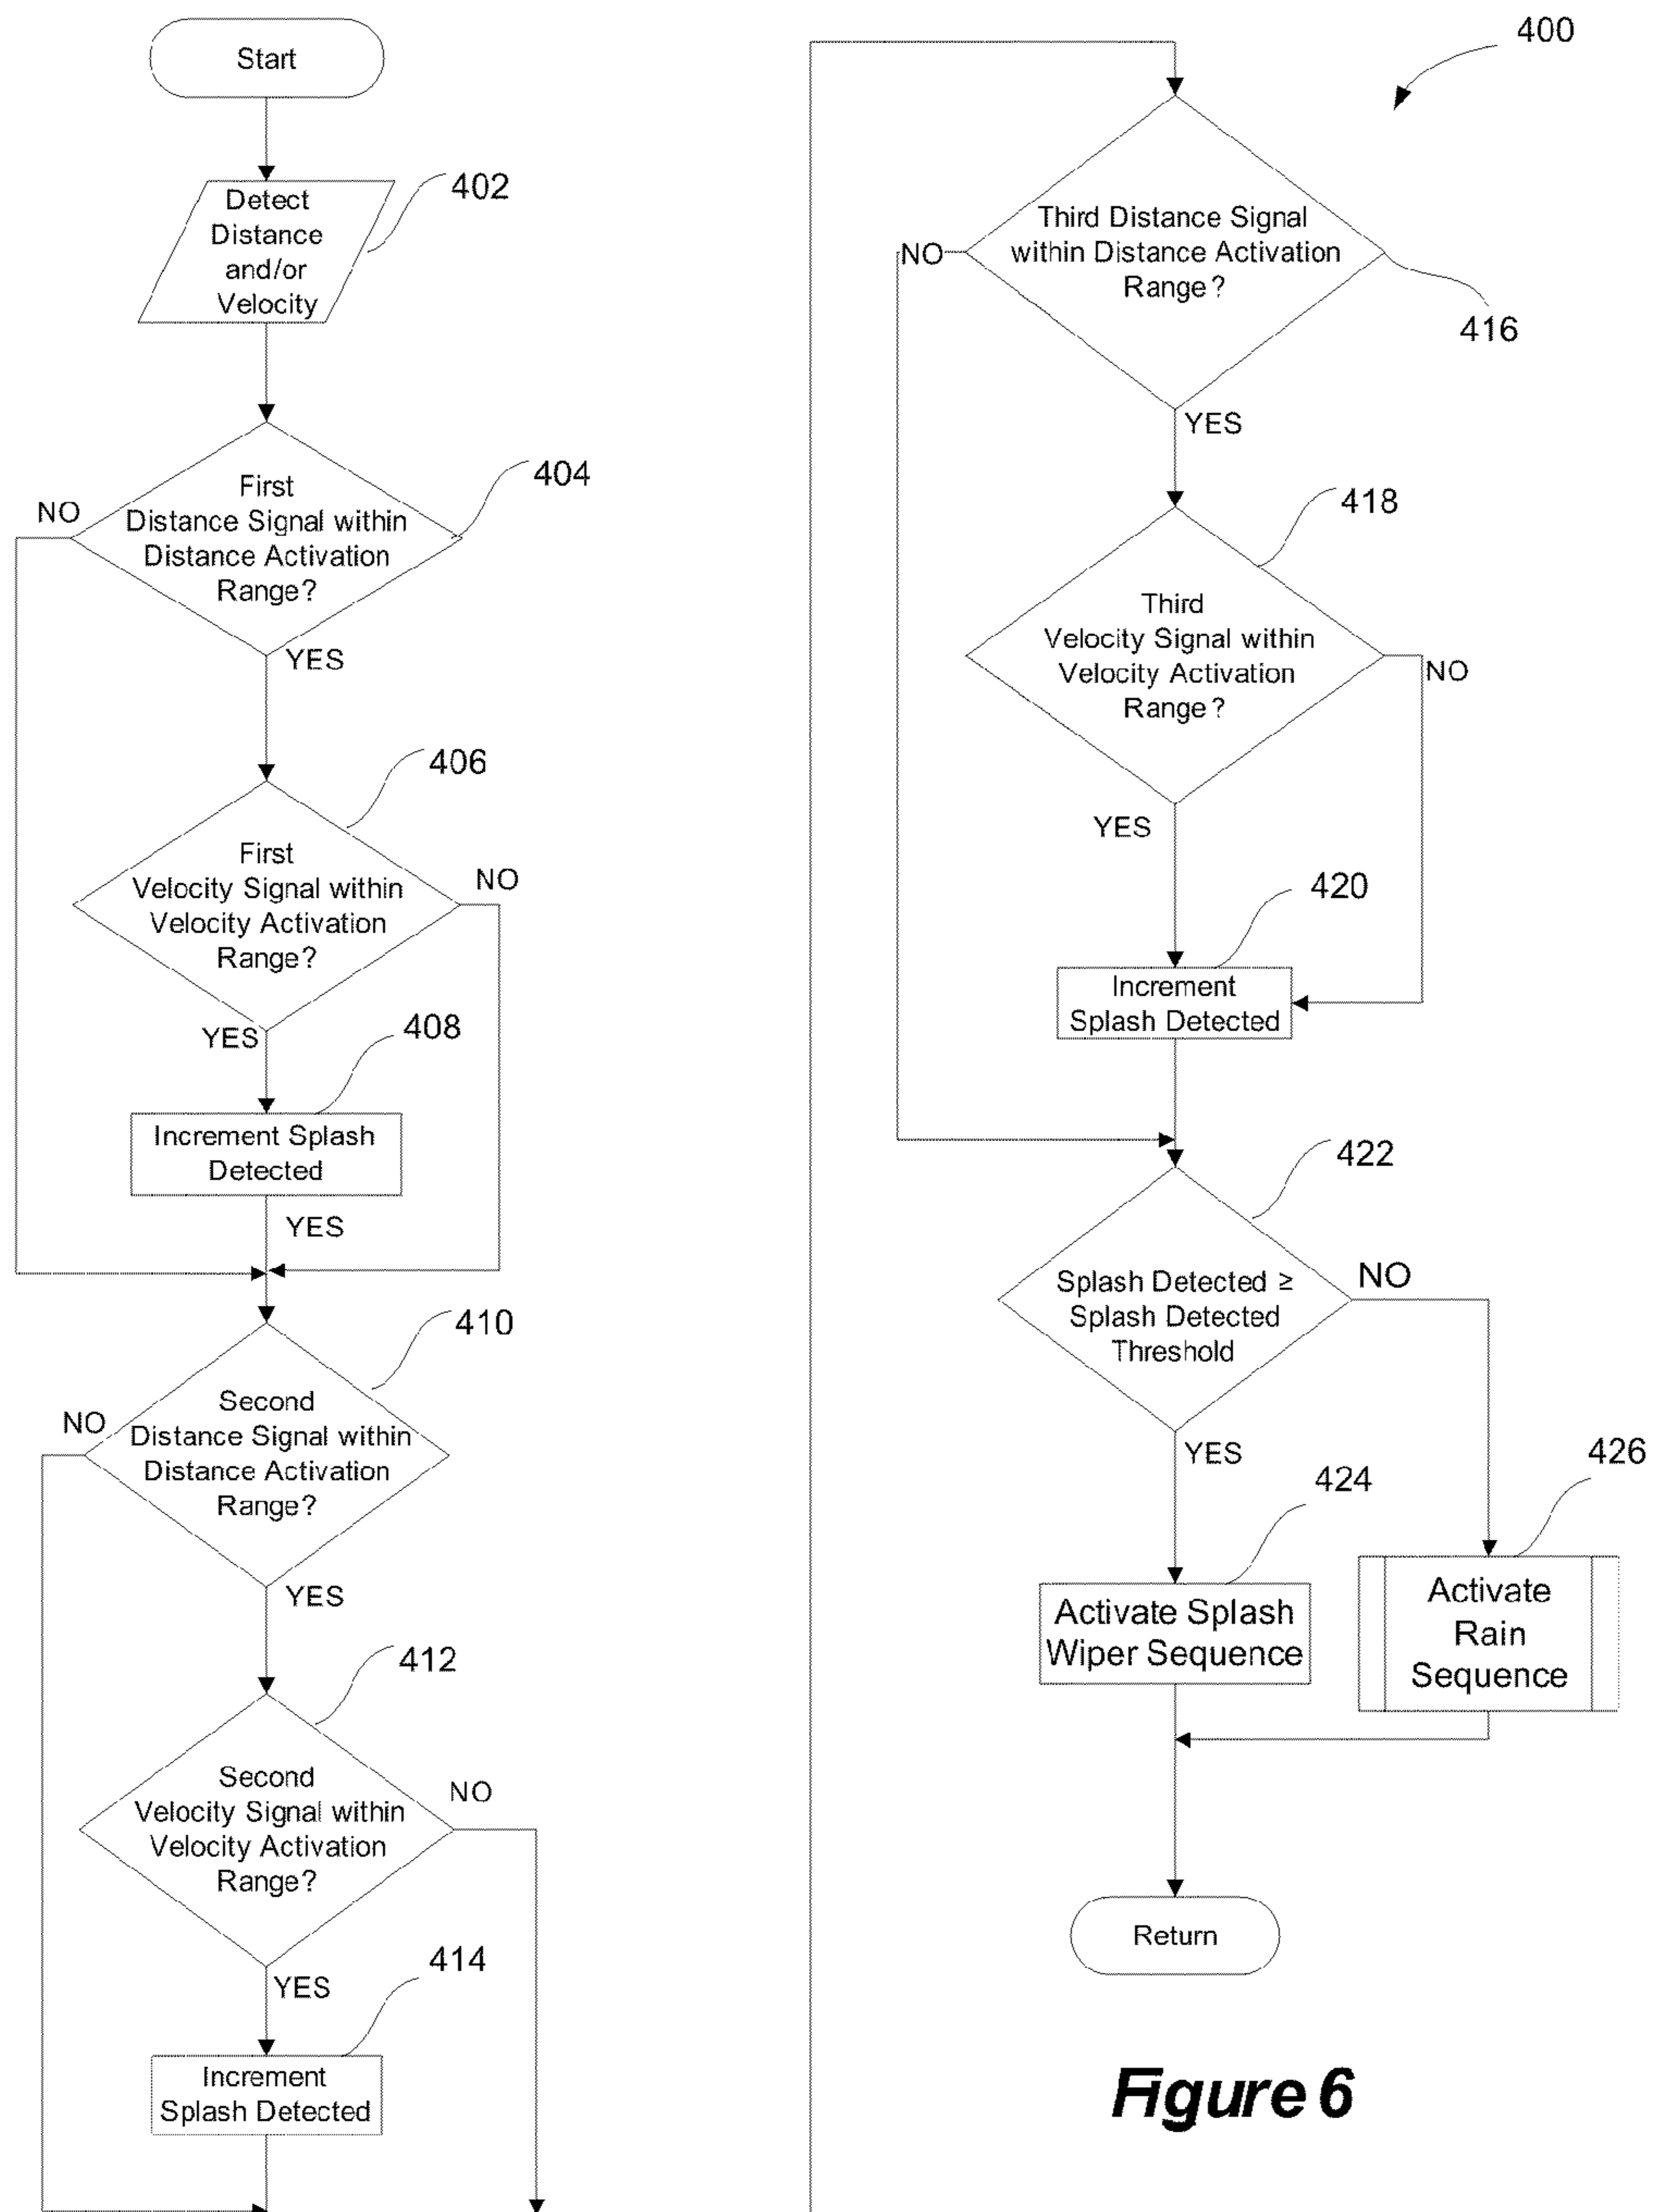 Start
402
Detect
Distance
and/or
Velocity
404
First
Distance Signal within
Distance Activation
Range?
NO
YES
406
First
Velocity Signal within
Velocity Activation
Range?
NO
YES
408
Increment Splash
Detected
YES
410
Second
Distance Signal within
Distance Activation
Range?
NO
YES
412
Second
Velocity Signal within
Velocity Activation
Range?
NO
YES
414
Increment
Splash Detected
400
Third Distance Signal
within Distance Activation
Range?
NO
416
YES
418
Third
Velocity Signal within
Velocity Activation
Range?
NO
YES
420
Increment
Splash Detected
422
Splash Detected ≥
Splash Detected
Threshold
NO
YES
424
Activate Splash
Wiper Sequence
426
Activate
Rain
Sequence
Return
Figure 6